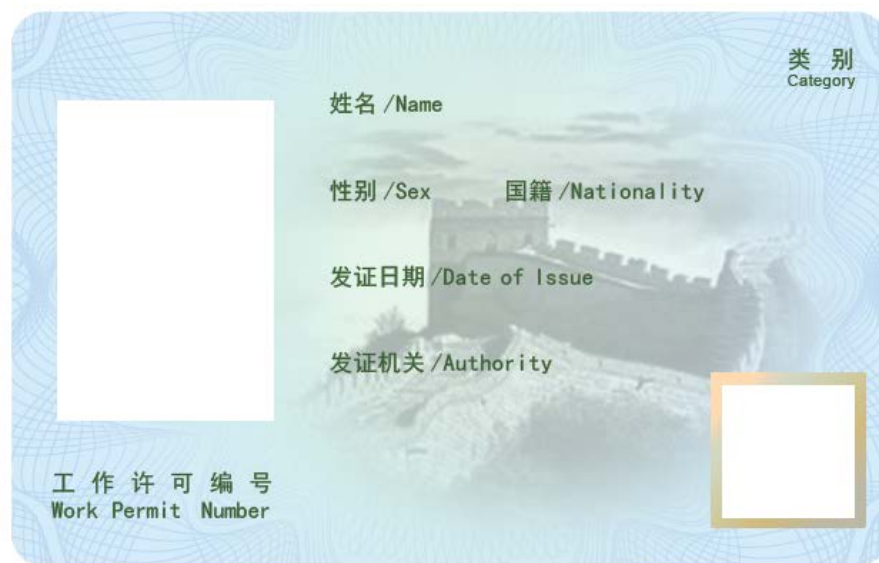 类 别
Category
姓名 /Name
性别 /Sex 国籍 /Nationality
发证日期 /Date of Issue
发证机关 /Authority
工 作 许 可 编 号
Work Permit Number